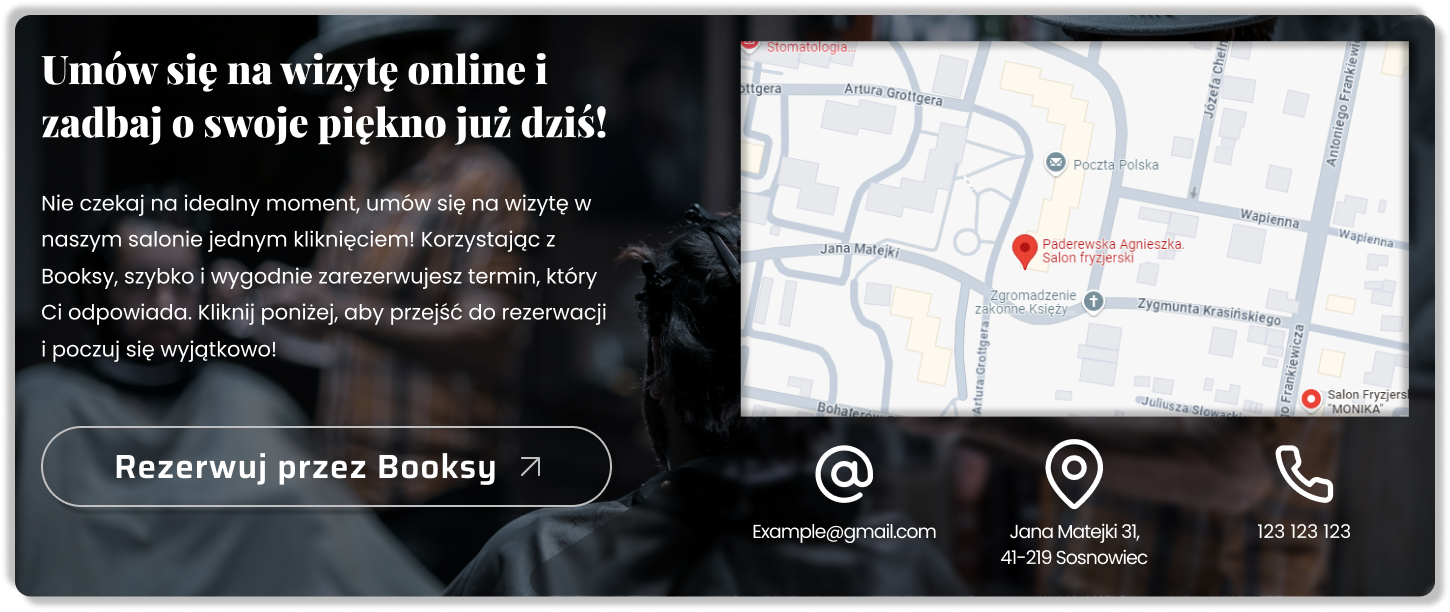 Umów się na wizytę online i
zadbaj o swoje piękno już dziś!
Nie czekaj na idealny moment, umów się na wizytę w
naszym salonie jednym kliknięciem! Korzystając z
Booksy, szybko i wygodnie zarezerwujesz termin, który
Ci odpowiada. Kliknij poniżej, aby przejść do rezerwacji
i poczuj się wyjątkowo!
Rezerwuj przez Booksy
Stomatologia...
ottgera
Artura Grottgera
Józefa Chełm
Antoniego Frankiewi
Poczta Polska
Wapienna
Wapienna
Jana Matejki
Paderewska Agnieszka.
Salon fryzjerski
Zgromadzenie
zakonne Księży...
Zygmunta Krasińskiego
Artura Grottgera
go Frankiewicza
Juliusza Słowack
Bohaterów
Salon Fryzjersk
"MONIKA"
Example@gmail.com
Jana Matejki 31,
41-219 Sosnowiec
123 123 123